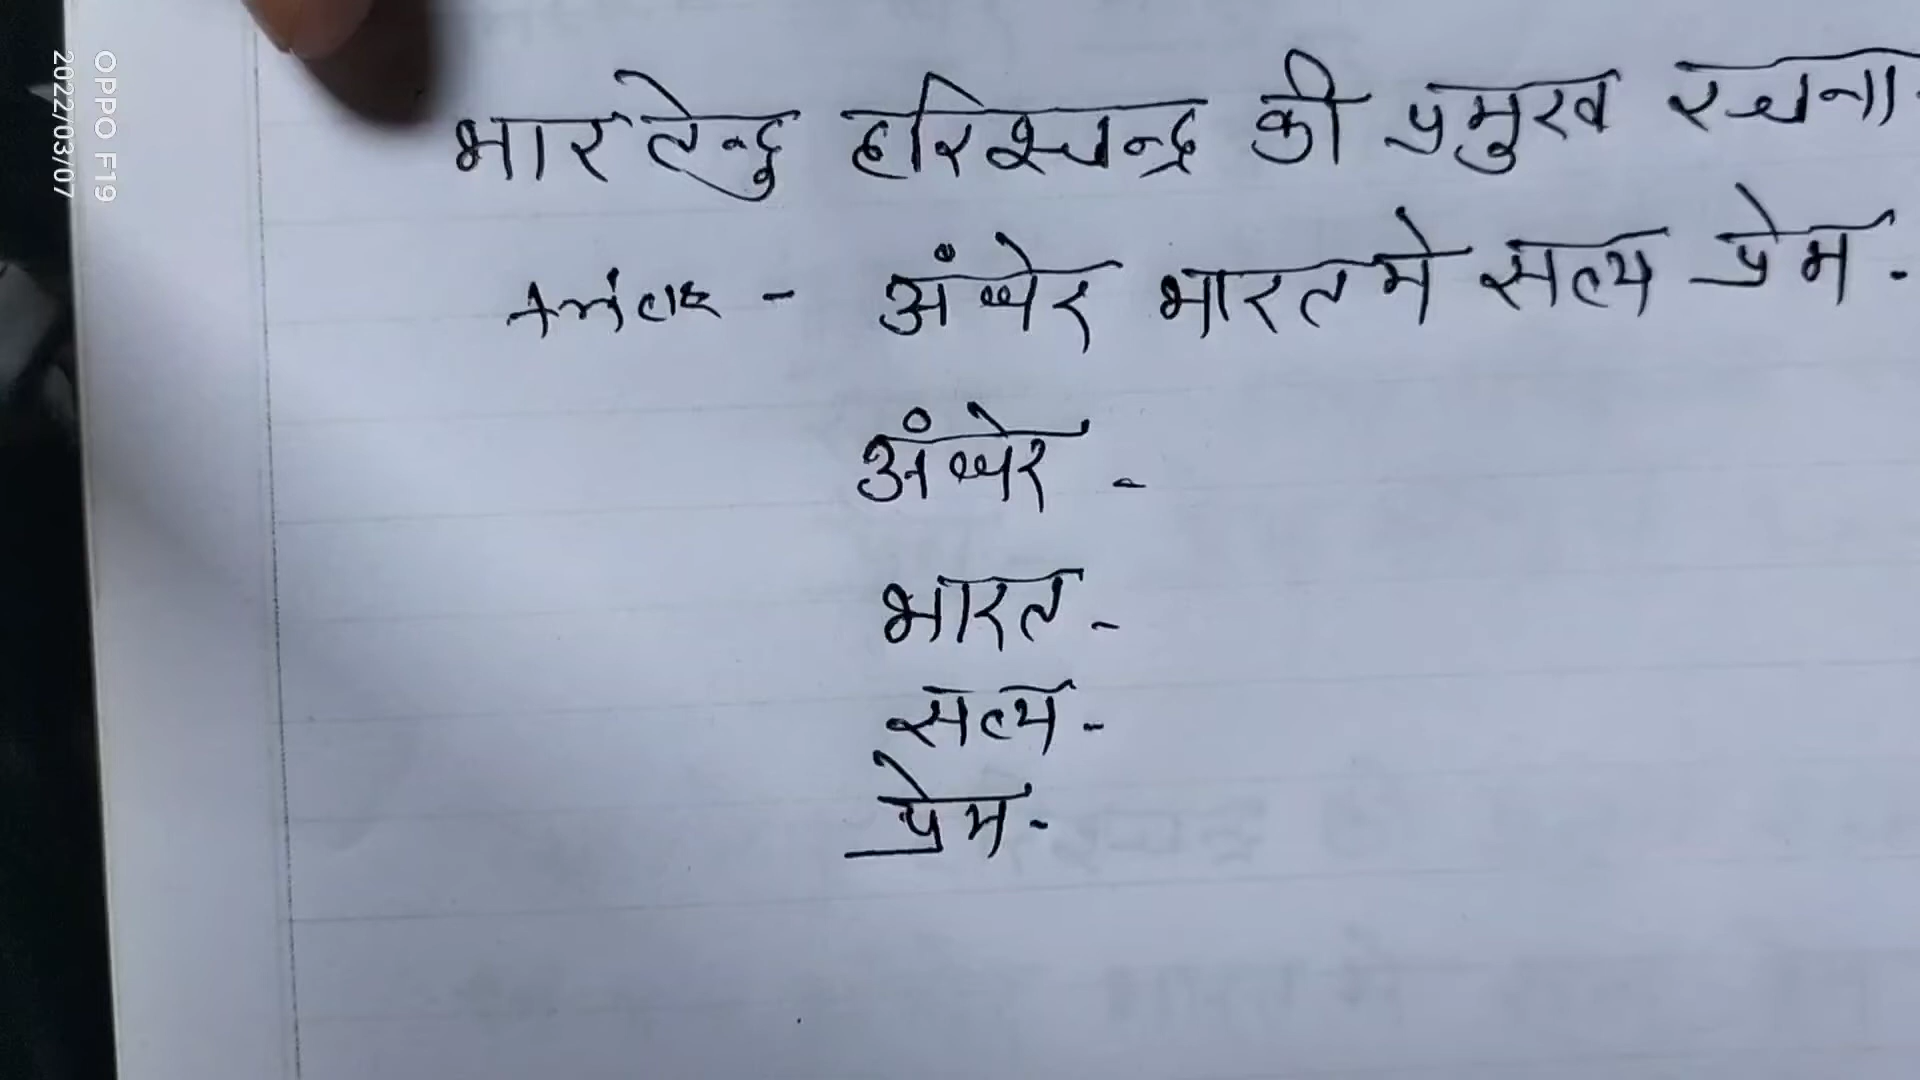 भारतेन्दु हरिश्चन्द्र की प्रमुख रचना
अंधेर भारत मे सत्य प्रेम -
अंधेर -
भारत -
सत्य -
प्रेम -
OPPO F19
2022/03/07